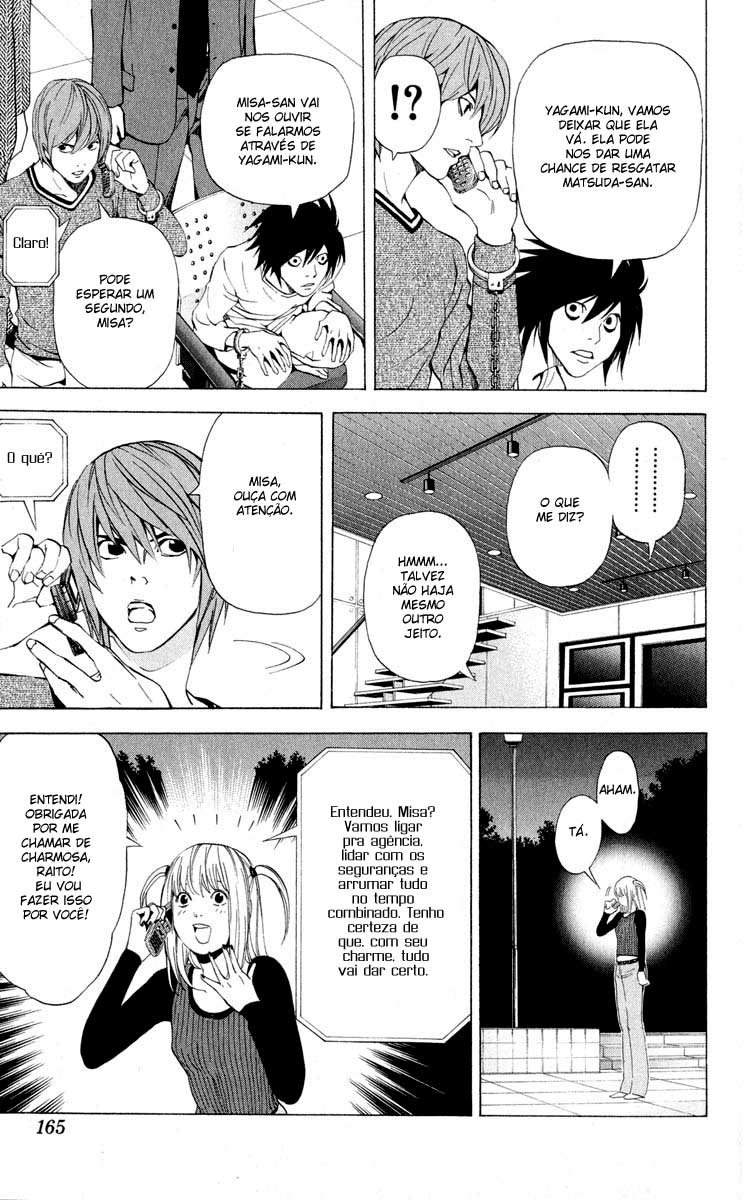 YAGAMI-KUN, VAMOS
DEIXAR QUE ELA
VÁ. ELA PODE
NOS DAR UMA
CHANCE DE RESGATAR
MATSUDA-SAN.
!?
MISA-SAN VAI
NOS OUVIR
SE FALARMOS
ATRAVÉS DE
YAGAMI-KUN.
PODE
ESPERAR UM
SEGUNDO,
MISA?
Claro!
O QUE
ME DIZ?
HMMM...
TALVEZ
NÃO HAJA
MESMO
OUTRO
JEITO.
MISA,
OUÇA COM
ATENÇÃO.
O quê?
AHAM.
TÁ.
Entendeu, Misa?
Vamos ligar
pra agência,
lidar com os
seguranças e
arrumar tudo
no tempo
combinado. Tenho
certeza de
que, com seu
charme, tudo
vai dar certo.
ENTENDI!
OBRIGADA
POR ME
CHAMAR DE
CHARMOSA,
RAITO!
EU VOU
FAZER ISSO
POR VOCÊ!
165